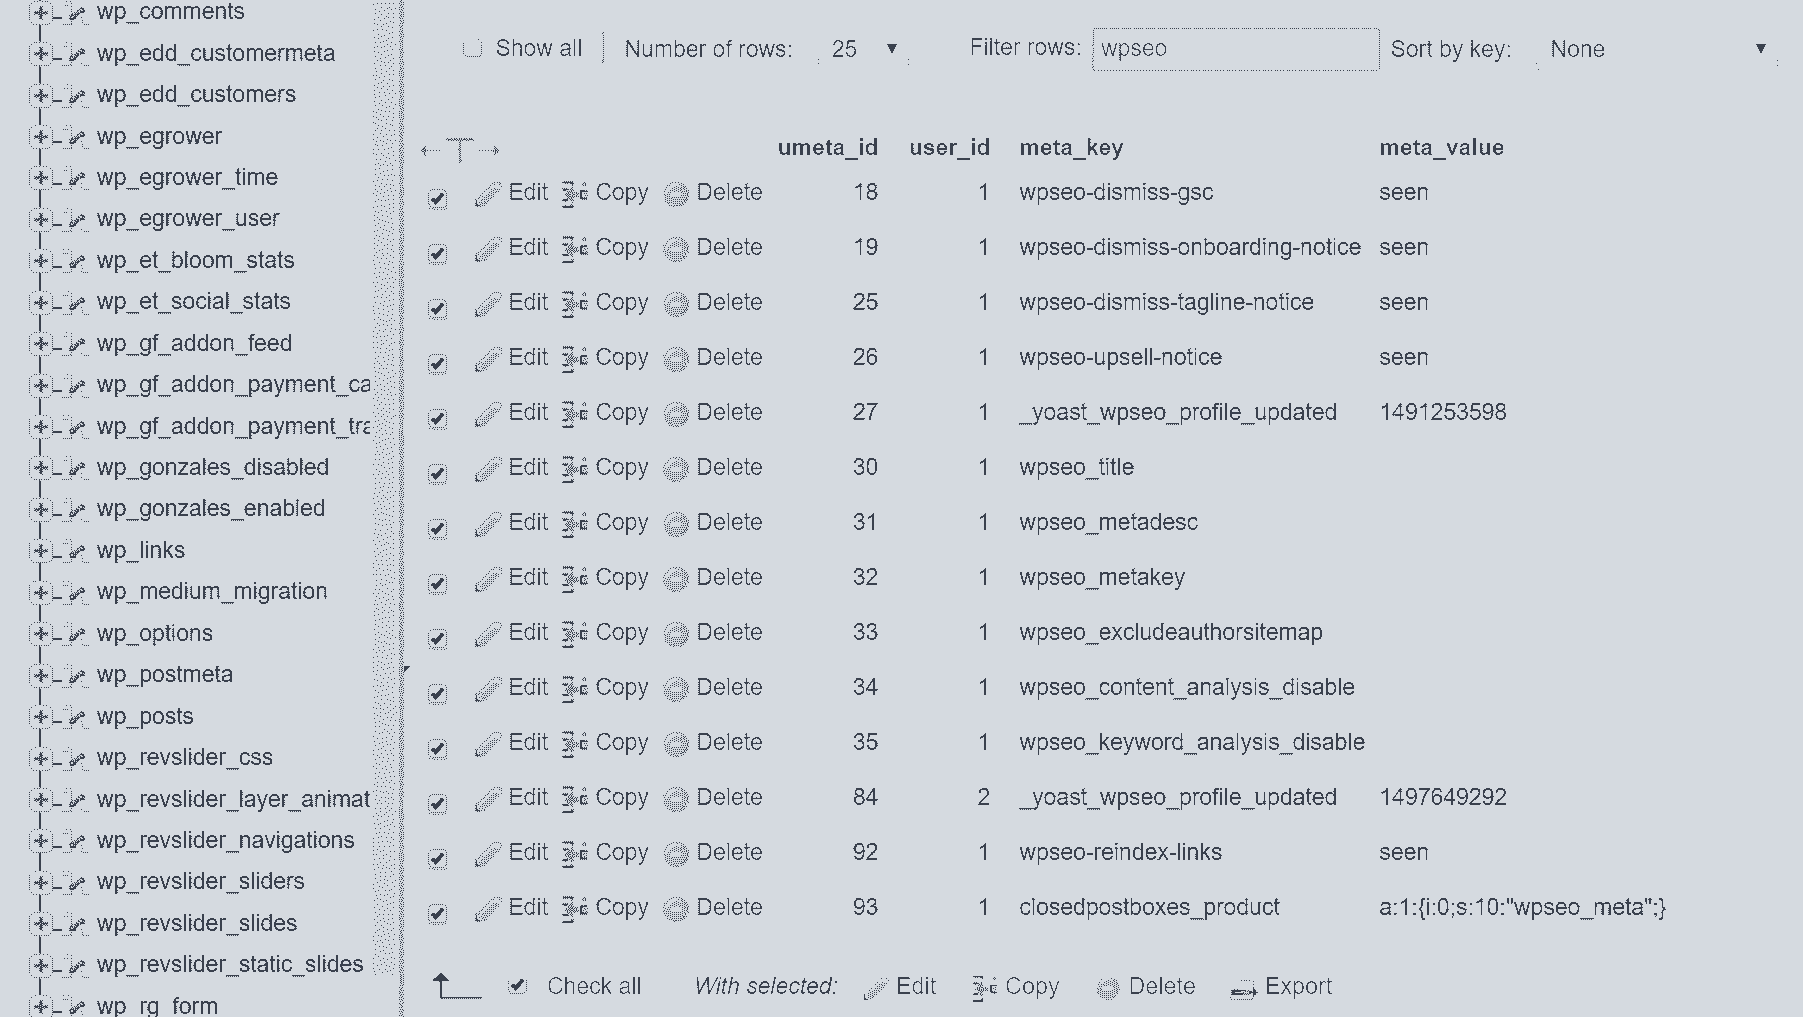 wp_comments
wp_edd_customermeta
wp_edd_customers
wp_egrower
wp_egrower_time
wp_egrower_user
wp_et_bloom_stats
wp_et_social_stats
wp_gf_addon_feed
wp_gf_addon_payment_ca
wp_gf_addon_payment_tra
wp_gonzales_disabled
wp_gonzales_enabled
wp_links
wp_medium_migration
wp_options
wp_postmeta
wp_posts
wp_revslider_css
wp_revslider_layer_animat
wp_revslider_navigations
wp_revslider_sliders
wp_revslider_slides
wp_revslider_static_slides
wp_rg_form
Show all Number of rows: 25 Filter rows: wpseo Sort by key: None
umeta_id user_id meta_key meta_value
Edit Copy Delete 18 1 wpseo-dismiss-gsc seen
Edit Copy Delete 19 1 wpseo-dismiss-onboarding-notice seen
Edit Copy Delete 25 1 wpseo-dismiss-tagline-notice seen
Edit Copy Delete 26 1 wpseo-upsell-notice seen
Edit Copy Delete 27 1 _yoast_wpseo_profile_updated 1491253598
Edit Copy Delete 30 1 wpseo_title
Edit Copy Delete 31 1 wpseo_metadesc
Edit Copy Delete 32 1 wpseo_metakey
Edit Copy Delete 33 1 wpseo_excludeauthorsitemap
Edit Copy Delete 34 1 wpseo_content_analysis_disable
Edit Copy Delete 35 1 wpseo_keyword_analysis_disable
Edit Copy Delete 84 2 _yoast_wpseo_profile_updated 1497649292
Edit Copy Delete 92 1 wpseo-reindex-links seen
Edit Copy Delete 93 1 closedpostboxes_product a:1:{i:0;s:10:"wpseo_meta";}
Check all With selected: Edit Copy Delete Export